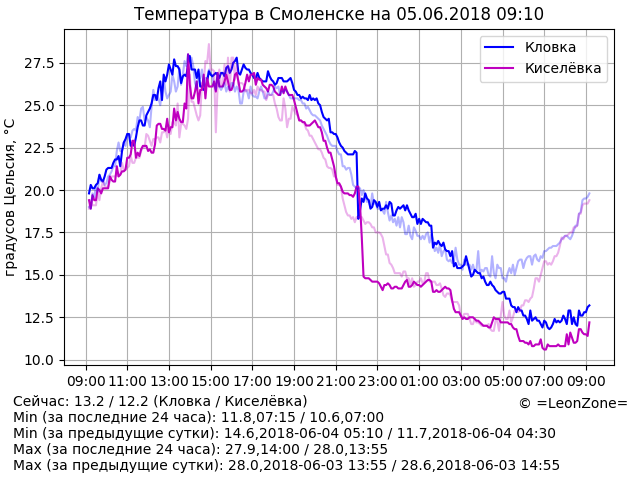 Температура в Смоленске на 05.06.2018 09:10
Кловка
Киселёвка
градусов Цельсия, °C
27.5
25.0
22.5
20.0
17.5
15.0
12.5
10.0
09:00 11:00 13:00 15:00 17:00 19:00 21:00 23:00 01:00 03:00 05:00 07:00 09:00
Сейчас: 13.2 / 12.2 (Кловка / Киселёвка)
© =LeonZone=
Min (за последние 24 часа): 11.8,07:15 / 10.6,07:00
Min (за предыдущие сутки): 14.6,2018-06-04 05:10 / 11.7,2018-06-04 04:30
Max (за последние 24 часа): 27.9,14:00 / 28.0,13:55
Max (за предыдущие сутки): 28.0,2018-06-03 13:55 / 28.6,2018-06-03 14:55